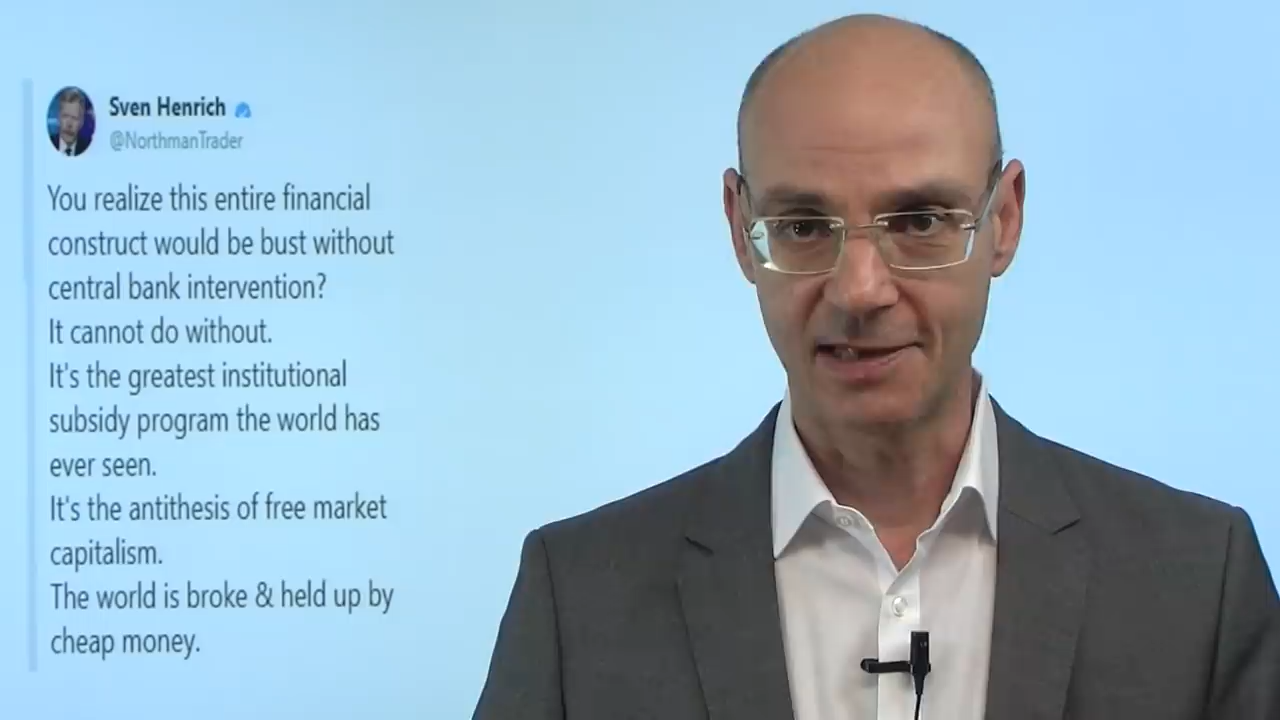 Sven Henrich
@NorthmanTrader
You realize this entire financial
construct would be bust without
central bank intervention?
It cannot do without.
It's the greatest institutional
subsidy program the world has
ever seen.
It's the antithesis of free market
capitalism.
The world is broke & held up by
cheap money.